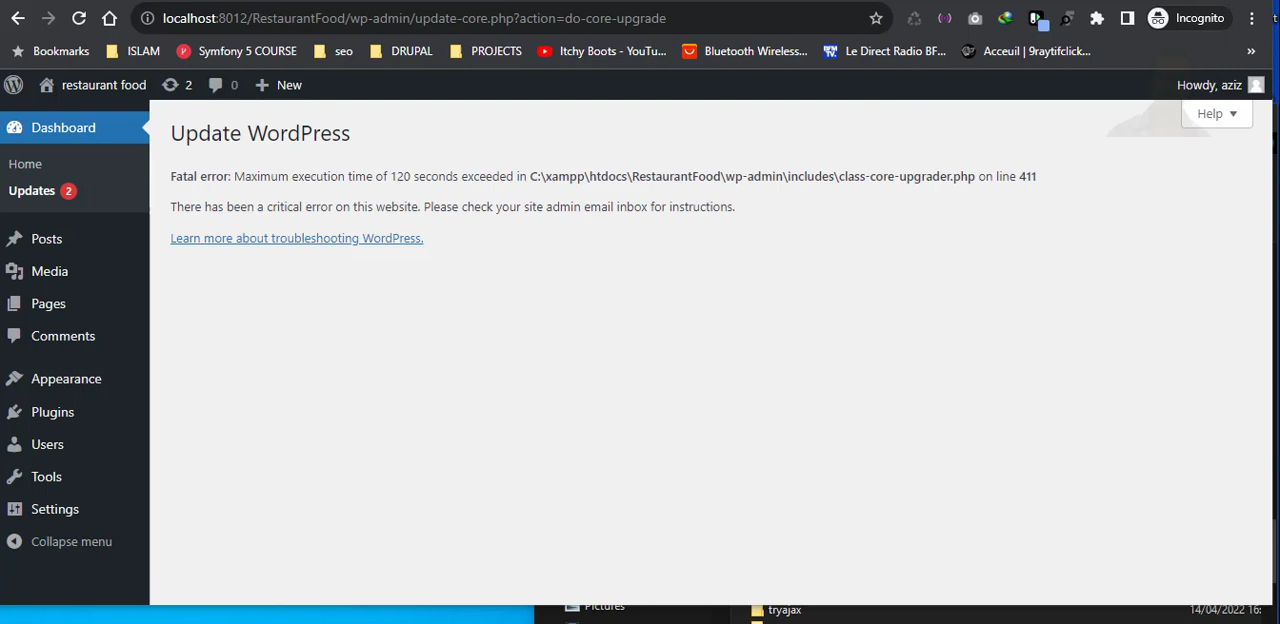 localhost:8012/RestaurantFood/wp-admin/update-core.php?action=do-core-upgrade
Incognito
Bookmarks ISLAM Symfony 5 COURSE seo DRUPAL PROJECTS Itchy Boots - YouTu... Bluetooth Wireless... Le Direct Radio BF... Acceuil | 9raytifclick... »
restaurant food 2 0 + New Howdy, aziz
Help ▼
Dashboard
Update WordPress
Home
Updates 2
Fatal error: Maximum execution time of 120 seconds exceeded in C:\xampp\htdocs\RestaurantFood\wp-admin\includes\class-core-upgrader.php on line 411
There has been a critical error on this website. Please check your site admin email inbox for instructions.
Learn more about troubleshooting WordPress.
Posts
Media
Pages
Comments
Appearance
Plugins
Users
Tools
Settings
Collapse menu
Pictures
tryajax
14/04/2022 16: